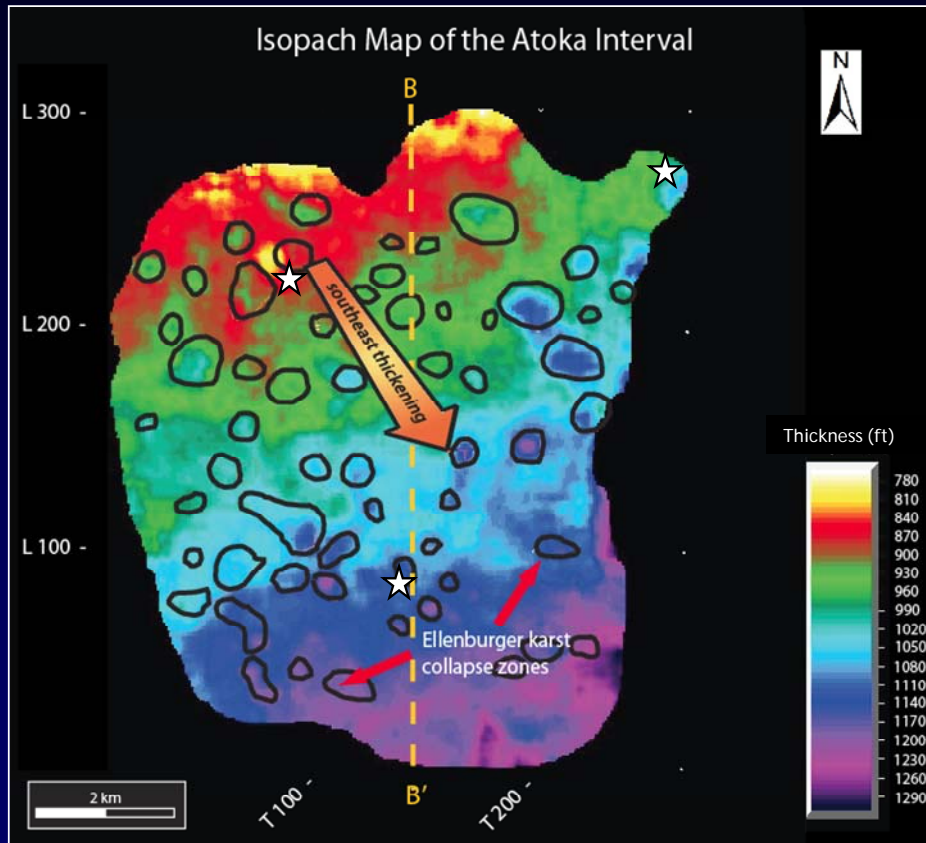 Isopach Map of the Atoka Interval
N
B
L 300 -
L 200 -
L 100 -
southeast thickening
Ellenburger karst
collapse zones
B'
T 100 -
T 200 -
2 km
Thickness (ft)
780
810
840
870
900
930
960
990
1020
1050
1080
1110
1140
1170
1200
1230
1260
1290